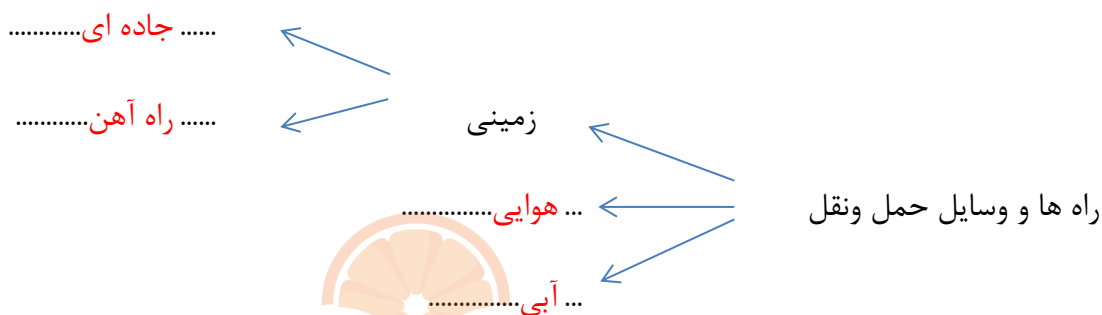 ...... جاده ای............
...... راه آهن............
زمینی
... هوایی...............
راه ها و وسایل حمل ونقل
... آبی...............